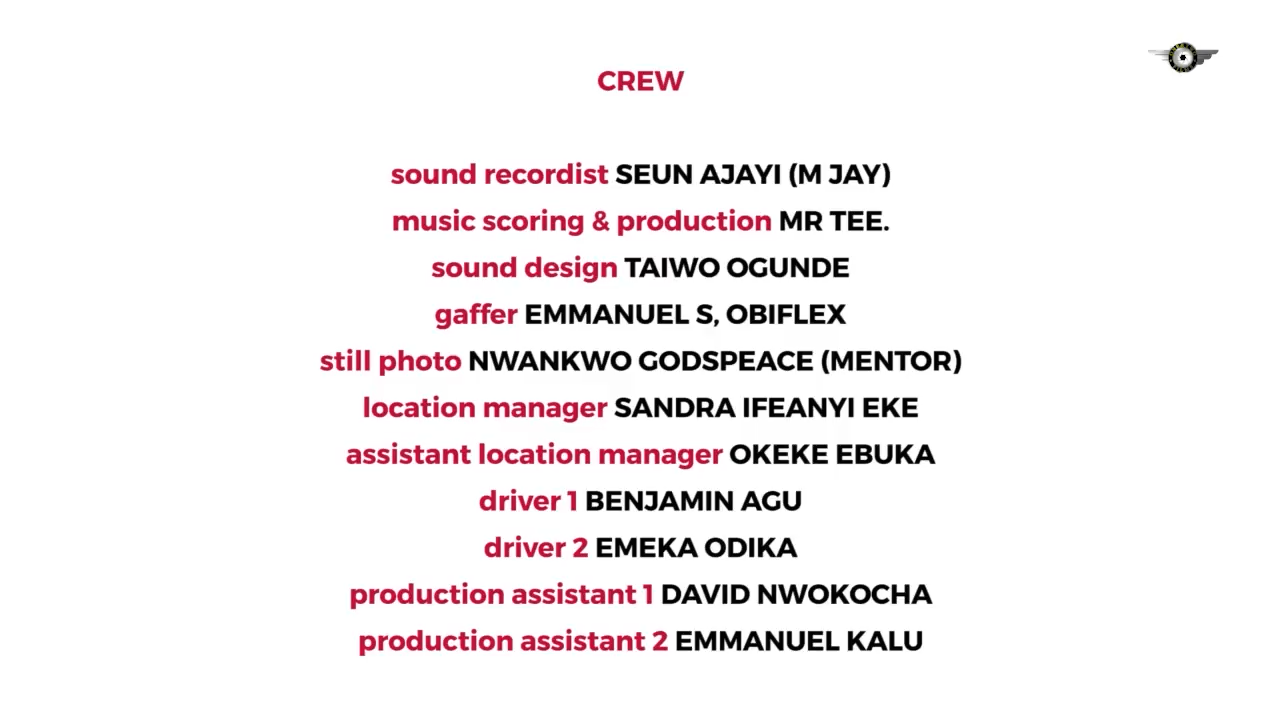 CREW
sound recordist SEUN AJAYI (M JAY)
music scoring & production MR TEE.
sound design TAIWO OGUNDE
gaffer EMMANUEL S, OBIFLEX
still photo NWANKWO GODSPEACE (MENTOR)
location manager SANDRA IFEANYI EKE
assistant location manager OKEKE EBUKA
driver 1 BENJAMIN AGU
driver 2 EMEKA ODIKA
production assistant 1 DAVID NWOKOCHA
production assistant 2 EMMANUEL KALU